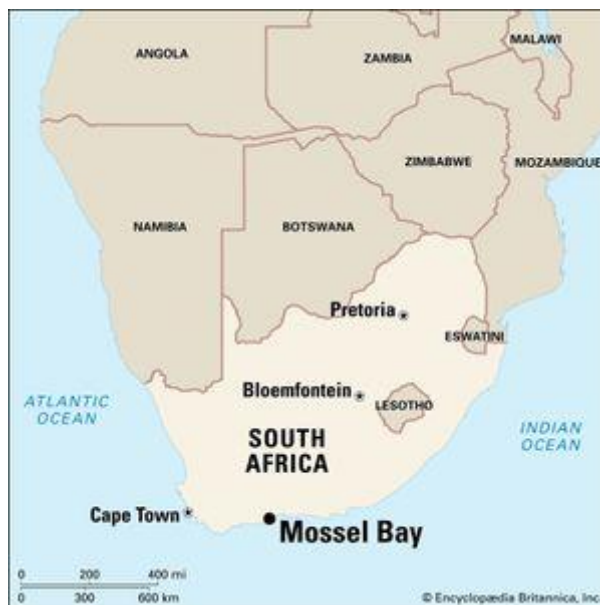 ANGOLA
ZAMBIA
MALAWI
ZIMBABWE
MOZAMBIQUE
NAMIBIA
BOTSWANA
Pretoria
ESWATINI
ATLANTIC
OCEAN
Bloemfontein
LESOTHO
INDIAN
OCEAN
SOUTH
AFRICA
Cape Town
Mossel Bay
0 200 400 mi
0 300 600 km
© Encyclopædia Britannica, Inc.